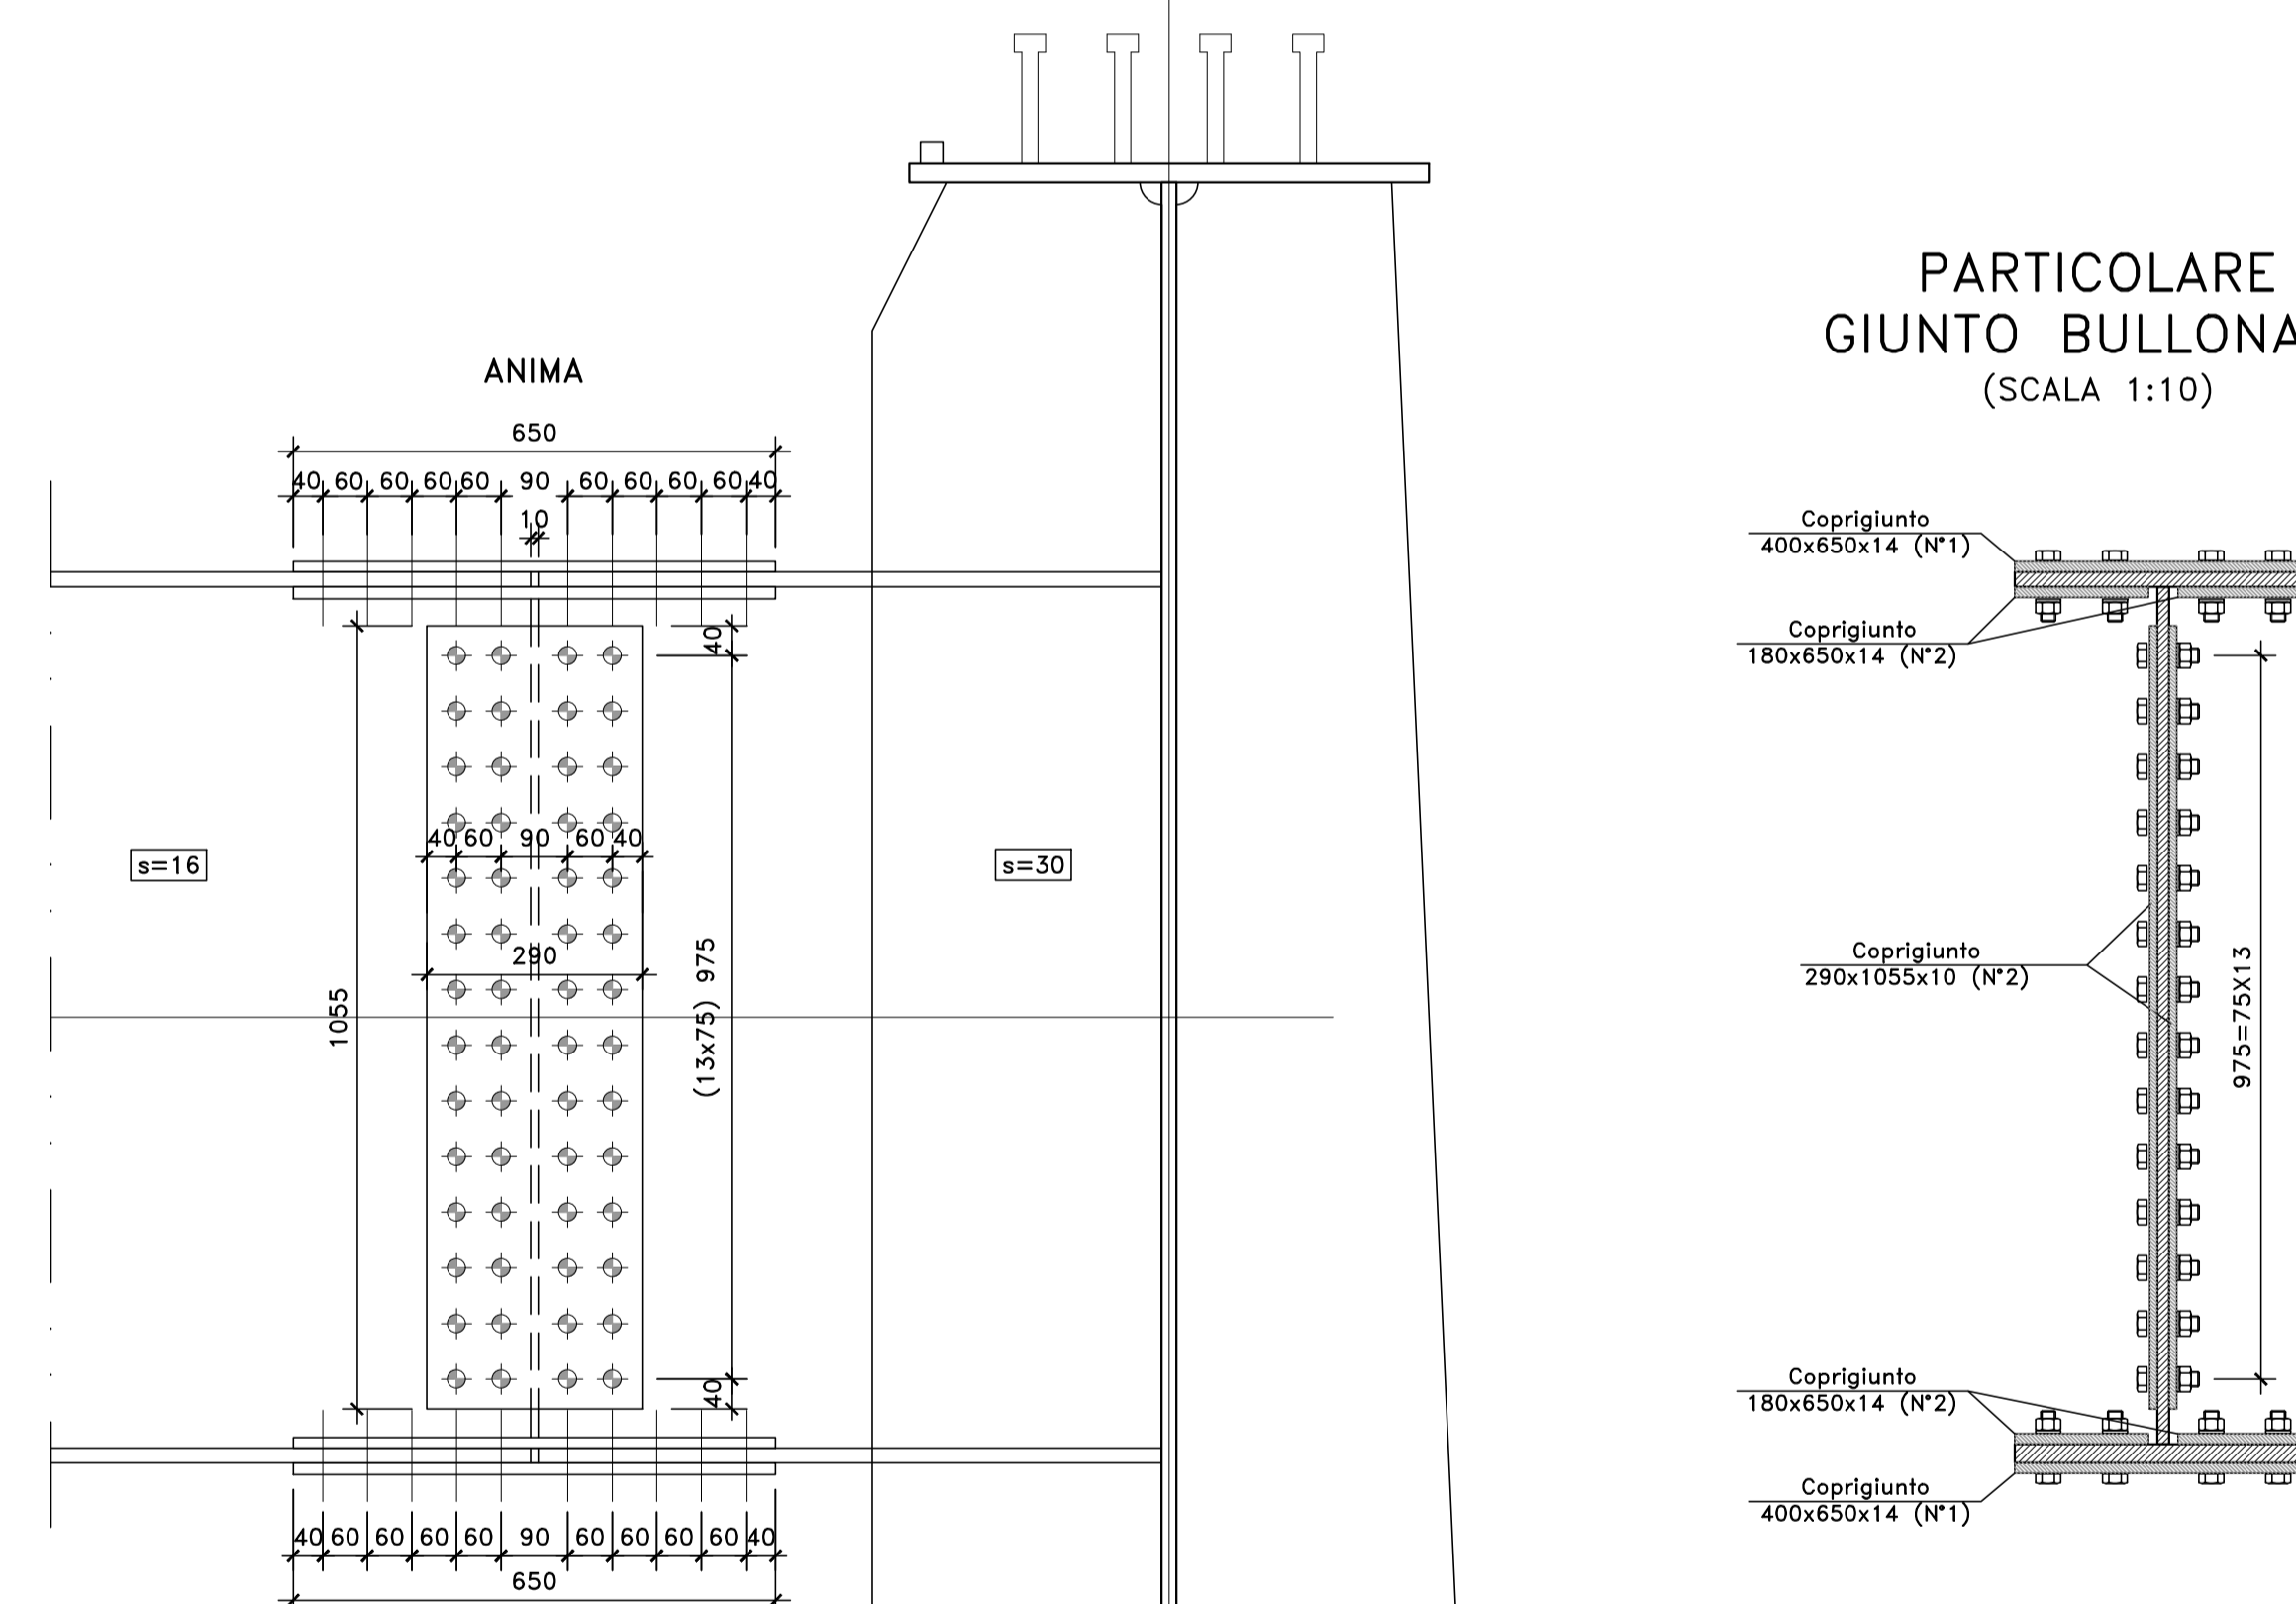 PARTICOLARE
GIUNTO BULLONA
(SCALA 1:10)
ANIMA
650
40 60 60 60 60 90 60 60 60 60 40
10
40
40 60 90 60 40
s=16
s=30
290
1055
(13x75) 975
40
40 60 60 60 60 90 60 60 60 60 40
650
Coprigiunto
400x650x14 (N°1)
Coprigiunto
180x650x14 (N°2)
Coprigiunto
290x1055x10 (N°2)
975=75X13
Coprigiunto
180x650x14 (N°2)
Coprigiunto
400x650x14 (N°1)